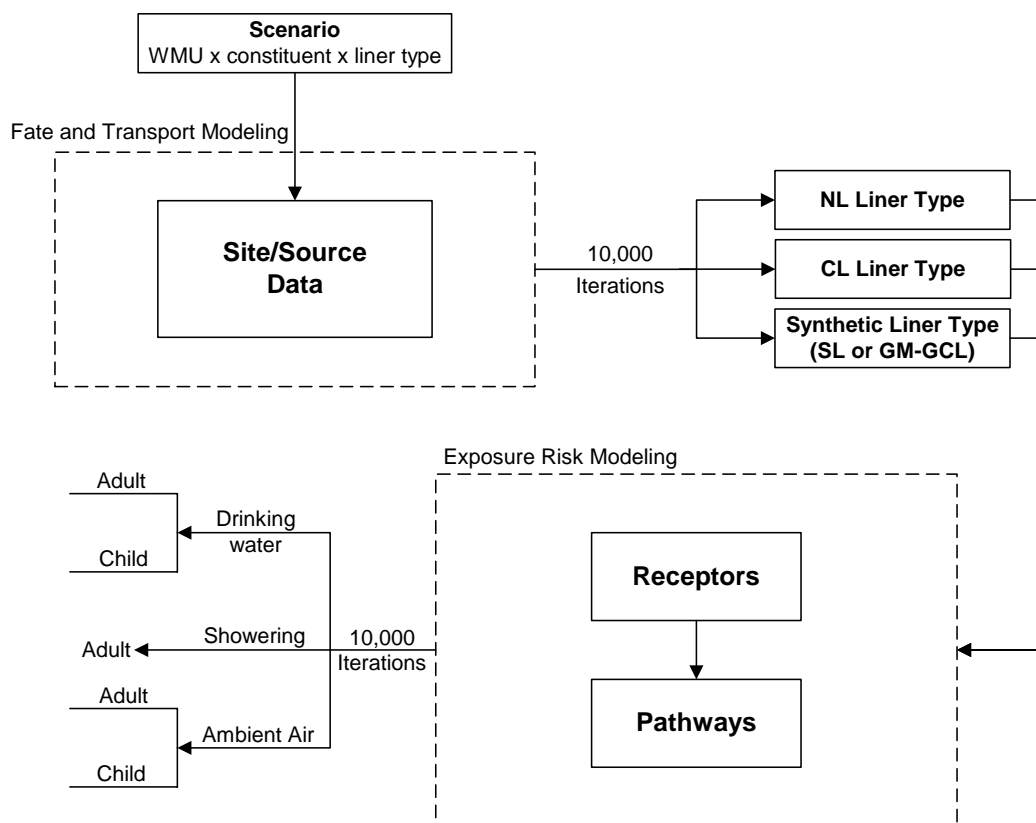 Scenario
WMU x constituent x liner type
Fate and Transport Modeling
Site/Source
Data
10,000
Iterations
NL Liner Type
CL Liner Type
Synthetic Liner Type
(SL or GM-GCL)
Exposure Risk Modeling
Receptors
Pathways
10,000
Iterations
Drinking
water
Adult
Child
Showering
Adult
Ambient Air
Adult
Child